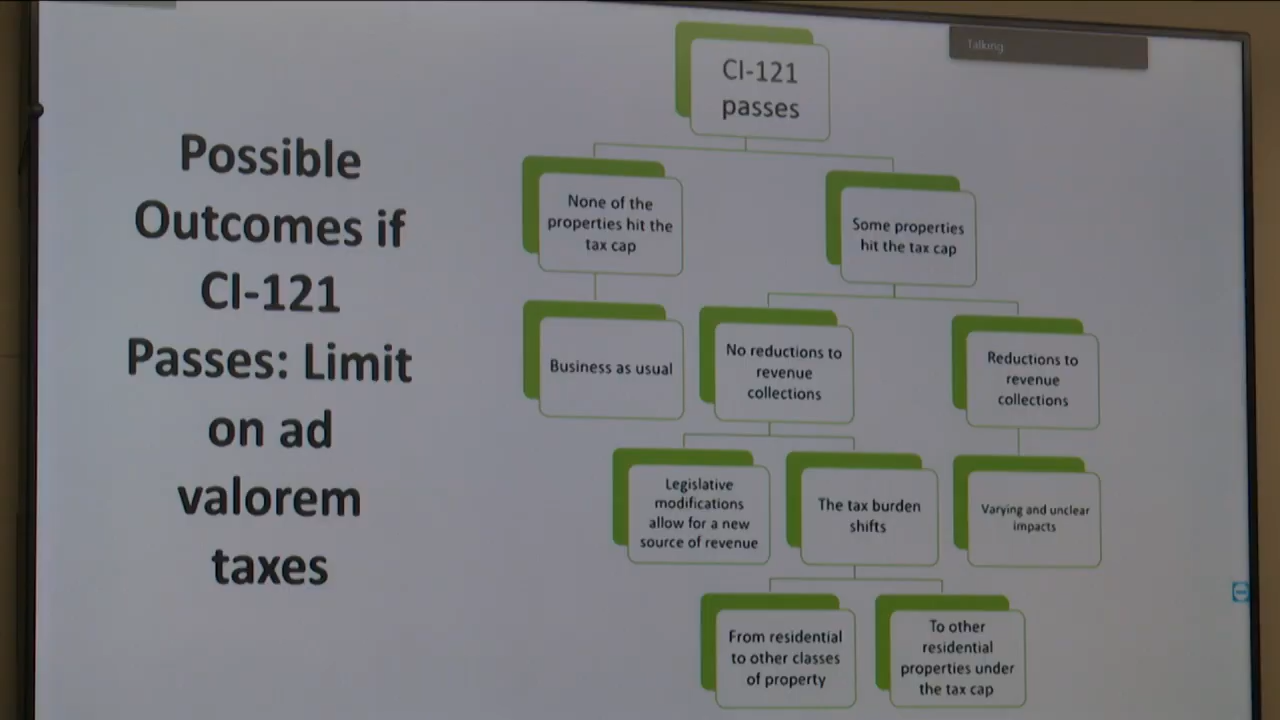 Possible
Outcomes if
CI-121
Passes: Limit
on ad
valorem
taxes
Talking
CI-121
passes
None of the
properties hit the
tax cap
Some properties
hit the tax cap
Business as usual
No reductions to
revenue
collections
Reductions to
revenue
collections
Legislative
modifications
allow for a new
source of revenue
The tax burden
shifts
Varying and unclear
impacts
From residential
to other classes
of property
To other
residential
properties under
the tax cap